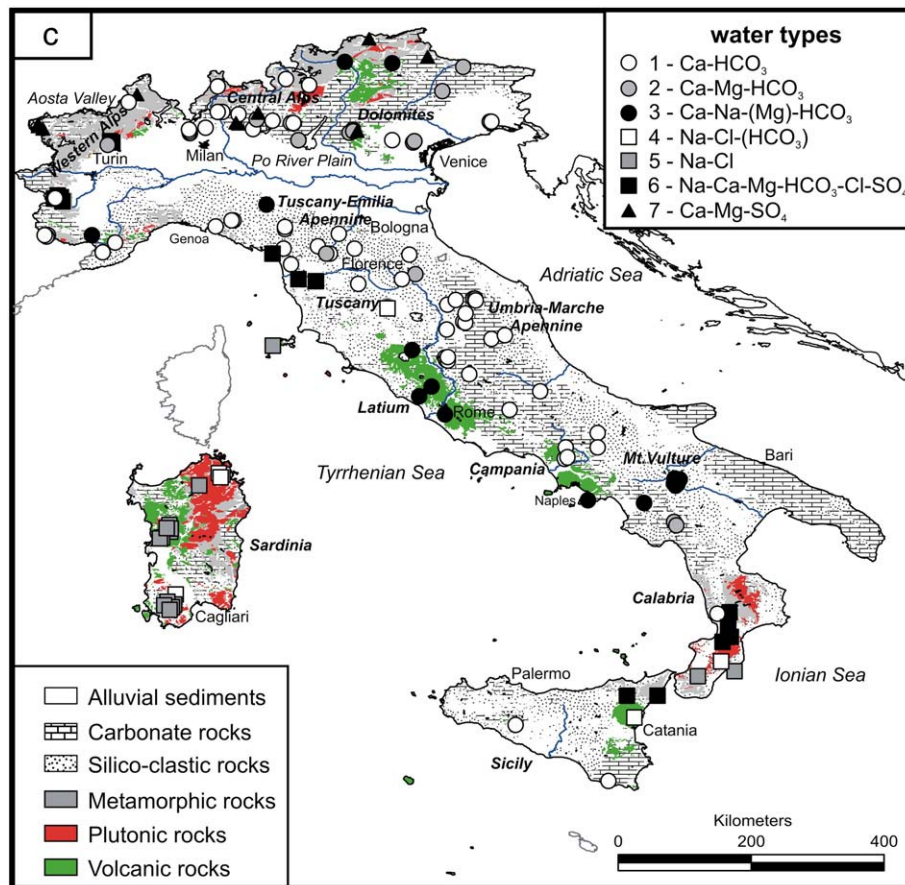 c
water types
1 - Ca-HCO₃
2 - Ca-Mg-HCO₃
3 - Ca-Na-(Mg)-HCO₃
4 - Na-Cl-(HCO₃)
5 - Na-Cl
6 - Na-Ca-Mg-HCO₃-Cl-SO₄
7 - Ca-Mg-SO₄
Aosta Valley
Central Alps
Dolomites
Western Alps
Turin
Milan
Po River Plain
Venice
Tuscany-Emilia
Apennine
Bologna
Genoa
Florence
Adriatic Sea
Tuscany
Umbria-Marche
Apennine
Latium
Rome
Tyrrhenian Sea
Campania
Mt.Vulture
Bari
Naples
Sardinia
Cagliari
Calabria
Palermo
Ionian Sea
Catania
Sicily
Alluvial sediments
Carbonate rocks
Silico-clastic rocks
Metamorphic rocks
Plutonic rocks
Volcanic rocks
Kilometers
0 200 400